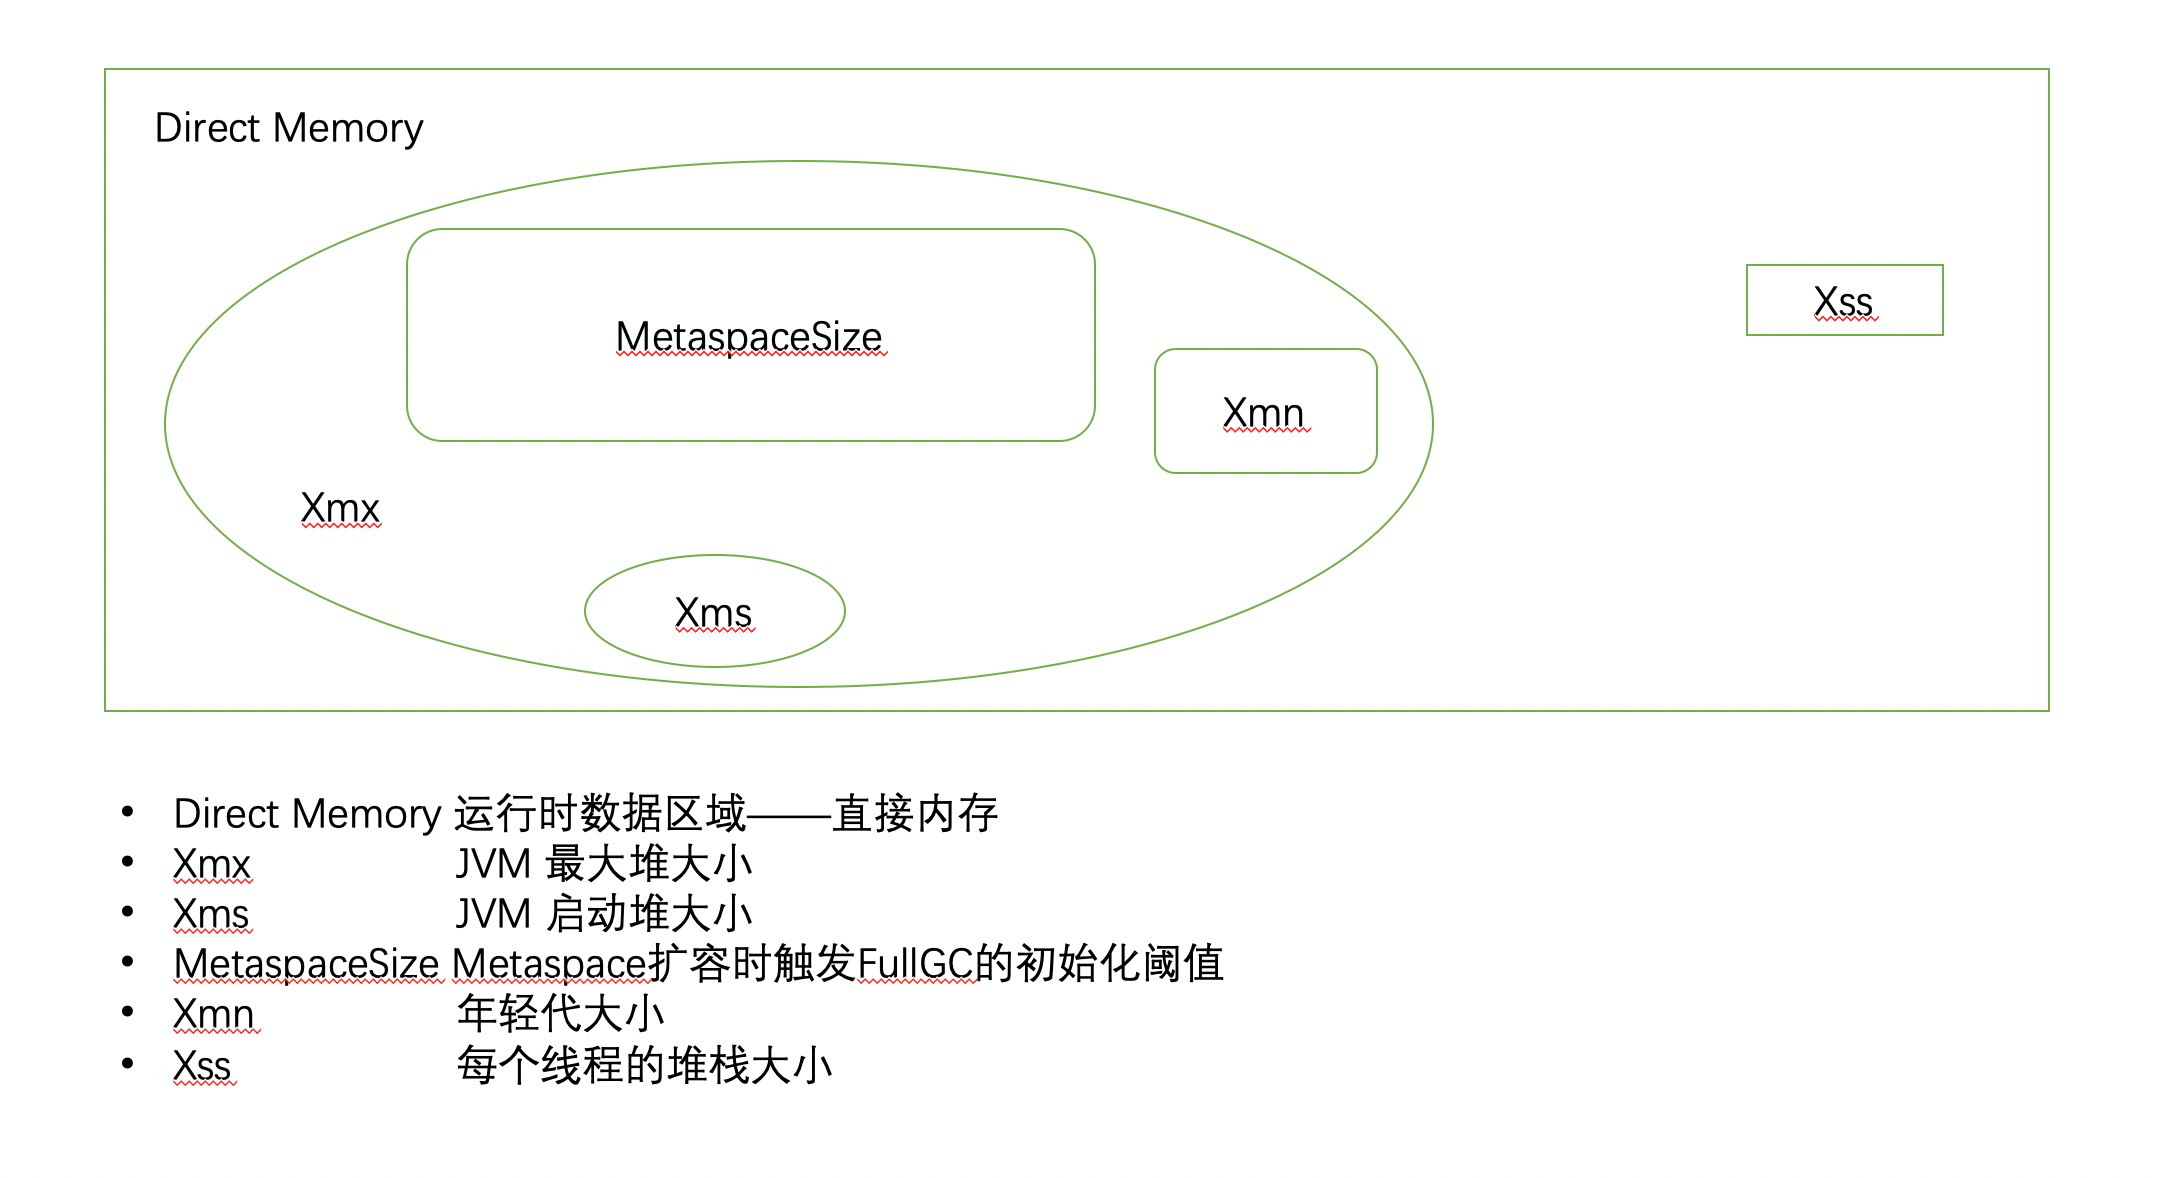 Direct Memory
MetaspaceSize
Xss
Xmn
Xmx
Xms
• Direct Memory 运行时数据区域——直接内存
• Xmx JVM 最大堆大小
• Xms JVM 启动堆大小
• MetaspaceSize Metaspace扩容时触发FullGC的初始化阈值
• Xmn 年轻代大小
• Xss 每个线程的堆栈大小